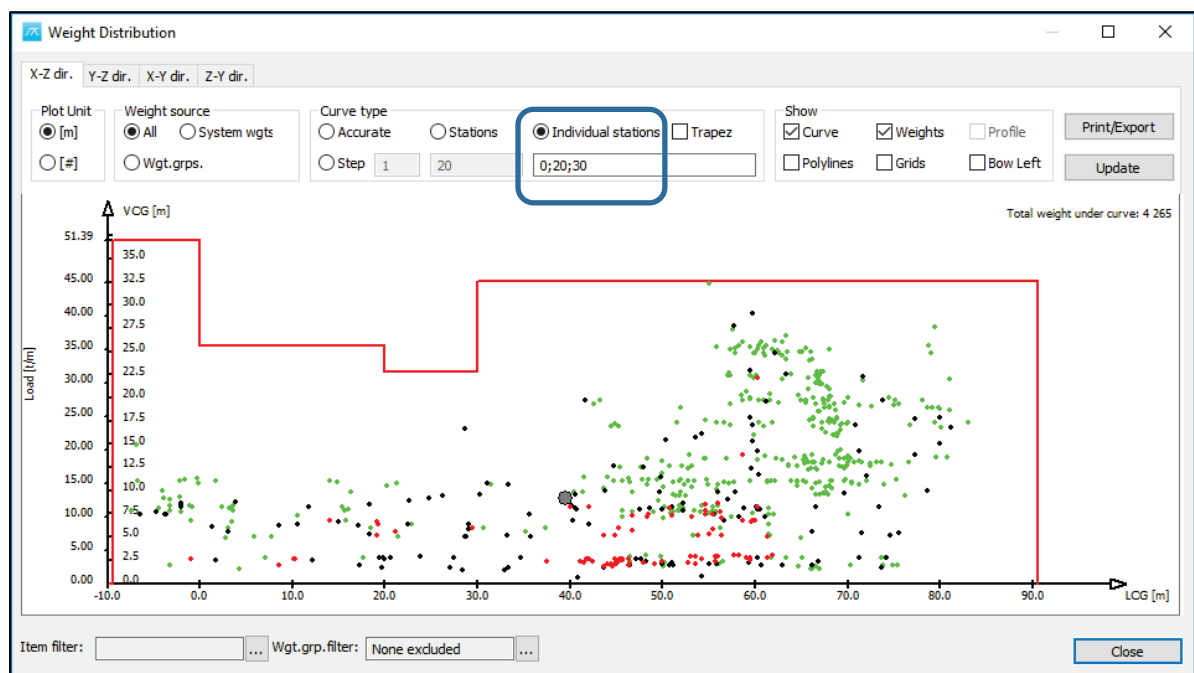 Weight Distribution
X-Z dir. Y-Z dir. X-Y dir. Z-Y dir.
Plot Unit Weight source Curve type Show
[m] All System wgts Accurate Stations Individual stations Trapez Curve Weights Profile Print/Export
[#] Wgt.grps. Step 1 20 0;20;30 Polylines Grids Bow Left Update
VCG [m] Total weight under curve: 4 265
51.39
35.0
45.00
32.5
40.00
30.0
27.5
35.00
25.0
30.00
22.5
20.0
25.00
17.5
20.00
15.0
12.5
15.00
10.0
10.00
7.5
5.0
5.00
2.5
0.00 0.0
Load [t/m]
-10.0 0.0 10.0 20.0 30.0 40.0 50.0 60.0 70.0 80.0 90.0 LCG [m]
Item filter: ... Wgt.grp.filter: None excluded ... Close